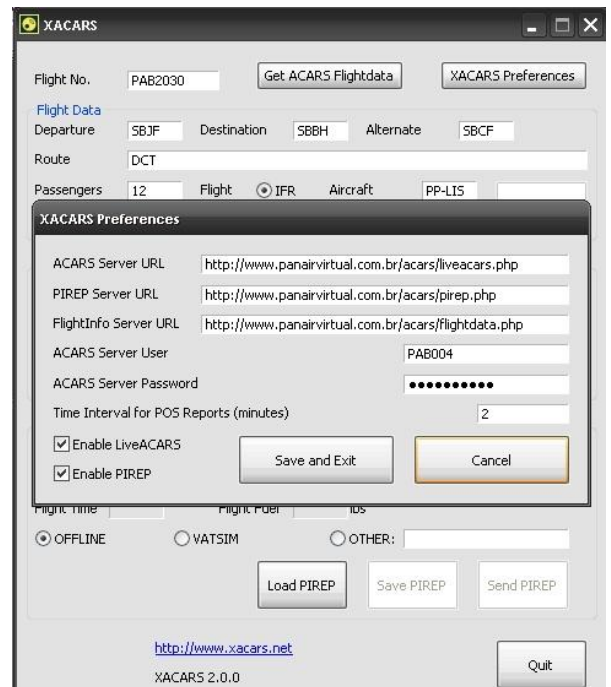 XACARS
Flight No. PAB2030 Get ACARS Flightdata XACARS Preferences
Flight Data
Departure SBJF Destination SBBH Alternate SBCF
Route DCT
Passengers 12 Flight IFR Aircraft PP-LIS
XACARS Preferences
ACARS Server URL http://www.panairvirtual.com.br/acars/liveacars.php
PIREP Server URL http://www.panairvirtual.com.br/acars/pirep.php
FlightInfo Server URL http://www.panairvirtual.com.br/acars/flightdata.php
ACARS Server User PAB004
ACARS Server Password ●●●●●●●●●●
Time Interval for POS Reports (minutes) 2
Enable LiveACARS
Enable PIREP
Save and Exit Cancel
Flight Time Flight Fuel lbs
OFFLINE VATSIM OTHER:
Load PIREP Save PIREP Send PIREP
http://www.xacars.net
XACARS 2.0.0
Quit